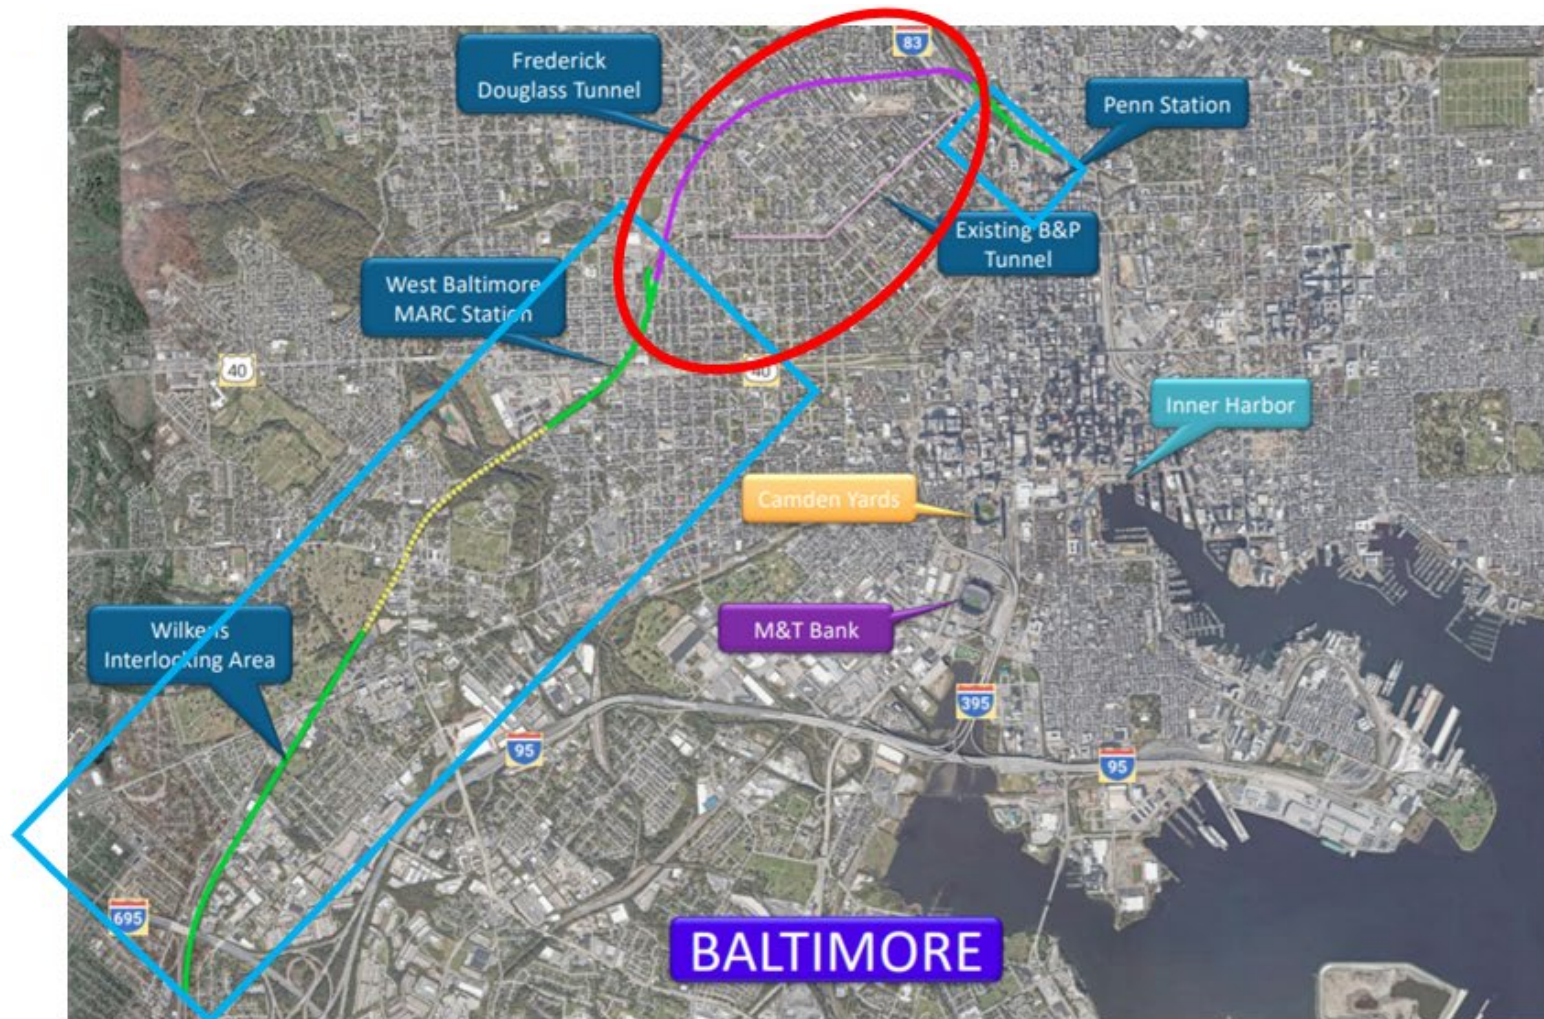 83
Frederick
Douglass Tunnel
Penn Station
Existing B&P
Tunnel
West Baltimore
MARC Station
40
40
Inner Harbor
Camden Yards
Wilkens
Interlocking Area
M&T Bank
395
95
95
695
BALTIMORE